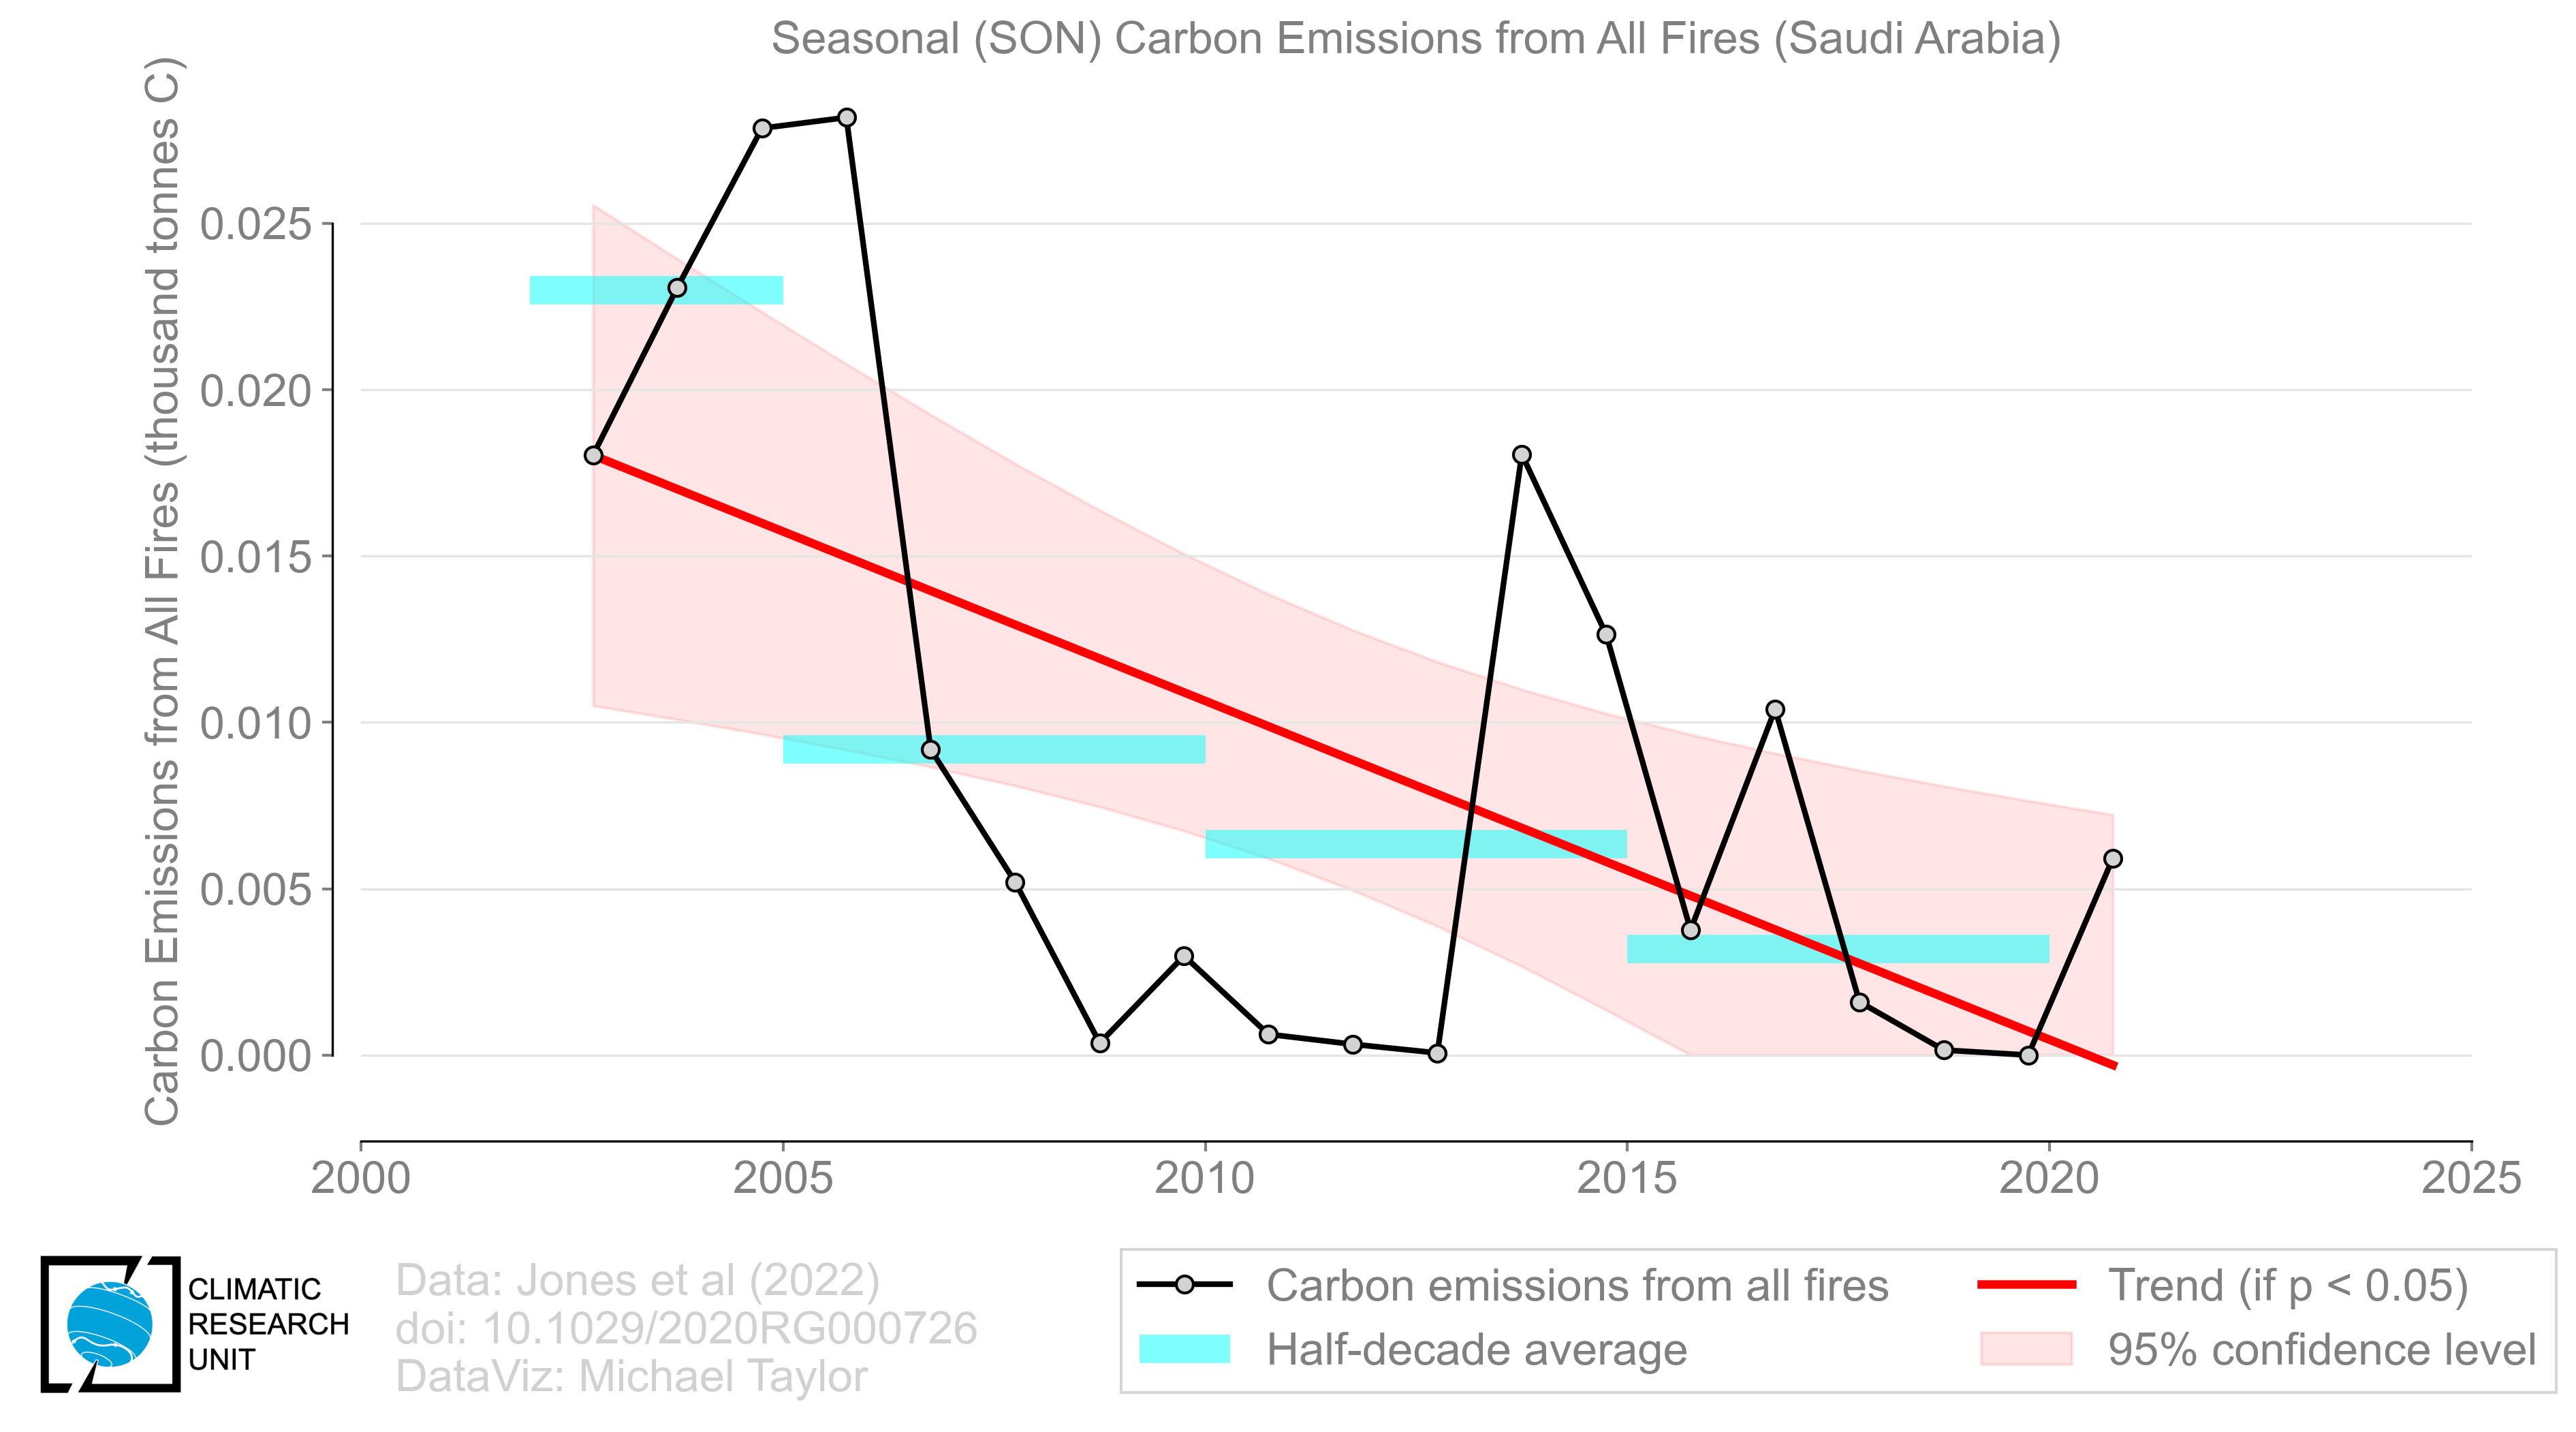 Seasonal (SON) Carbon Emissions from All Fires (Saudi Arabia)
Carbon Emissions from All Fires (thousand tonnes C)
0.025
0.020
0.015
0.010
0.005
0.000
2000 2005 2010 2015 2020 2025
CLIMATIC
RESEARCH
UNIT
Data: Jones et al (2022)
doi: 10.1029/2020RG000726
DataViz: Michael Taylor
Carbon emissions from all fires
Half-decade average
Trend (if p < 0.05)
95% confidence level